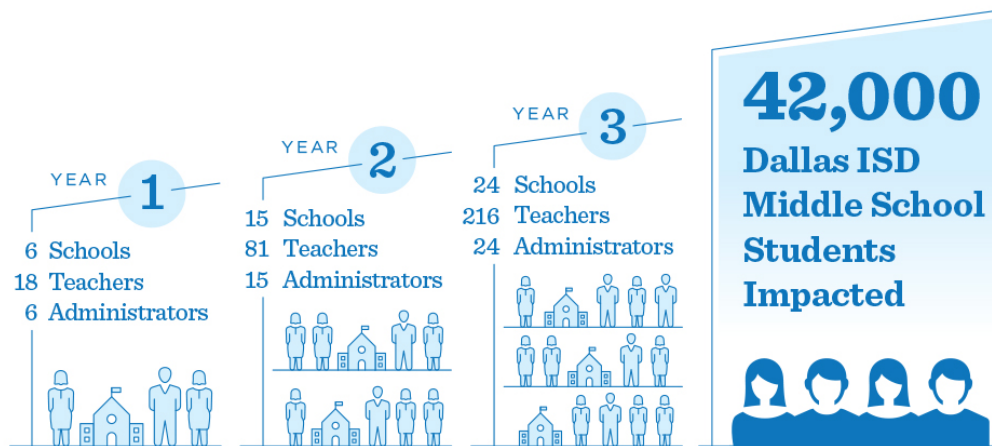 YEAR 1
6 Schools
18 Teachers
6 Administrators
YEAR 2
15 Schools
81 Teachers
15 Administrators
YEAR 3
24 Schools
216 Teachers
24 Administrators
42,000
Dallas ISD
Middle School
Students
Impacted